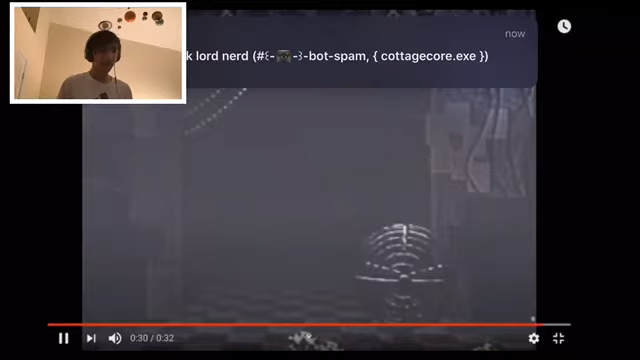 now
k lord nerd (#꒰-🎮-꒱-bot-spam, { cottagecore.exe })
0:30 / 0:32